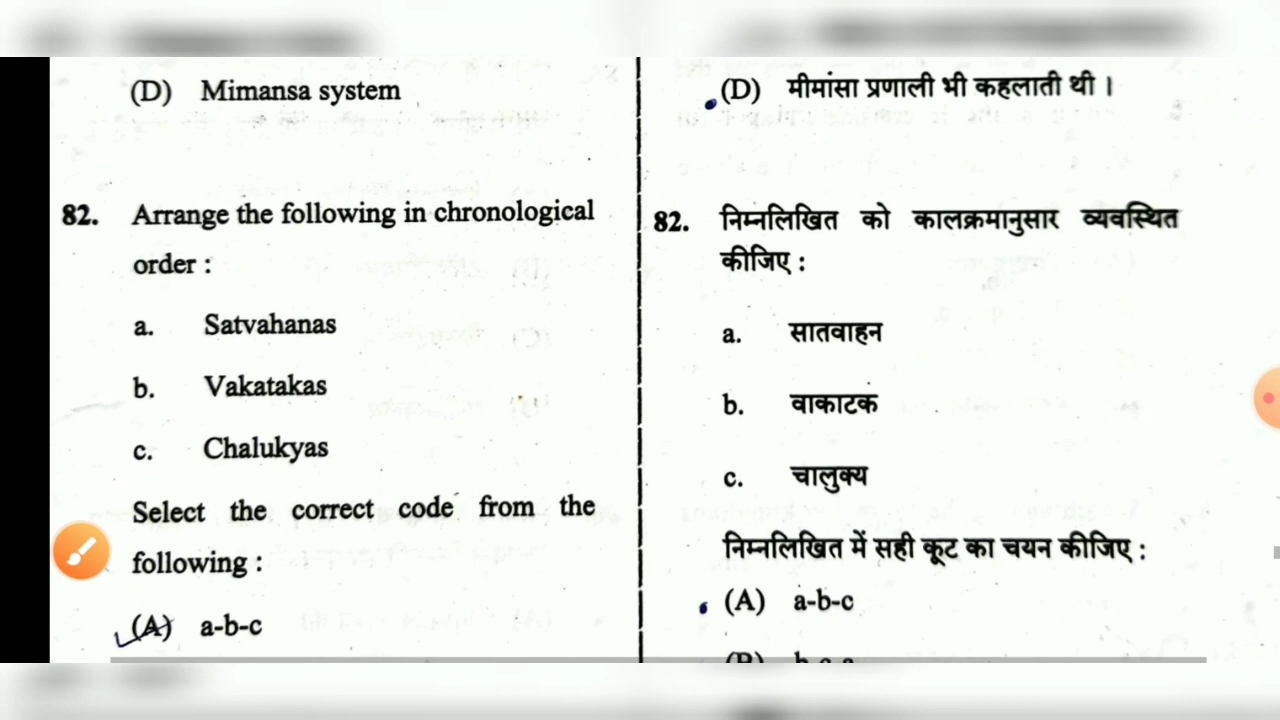 (D) Mimansa system
82. Arrange the following in chronological
order :
a. Satvahanas
b. Vakatakas
c. Chalukyas
Select the correct code from the
following :
(A) a-b-c
(D) मीमांसा प्रणाली भी कहलाती थी ।
82. निम्नलिखित को कालक्रमानुसार व्यवस्थित
कीजिए :
a. सातवाहन
b. वाकाटक
c. चालुक्य
निम्नलिखित में सही कूट का चयन कीजिए :
(A) a-b-c